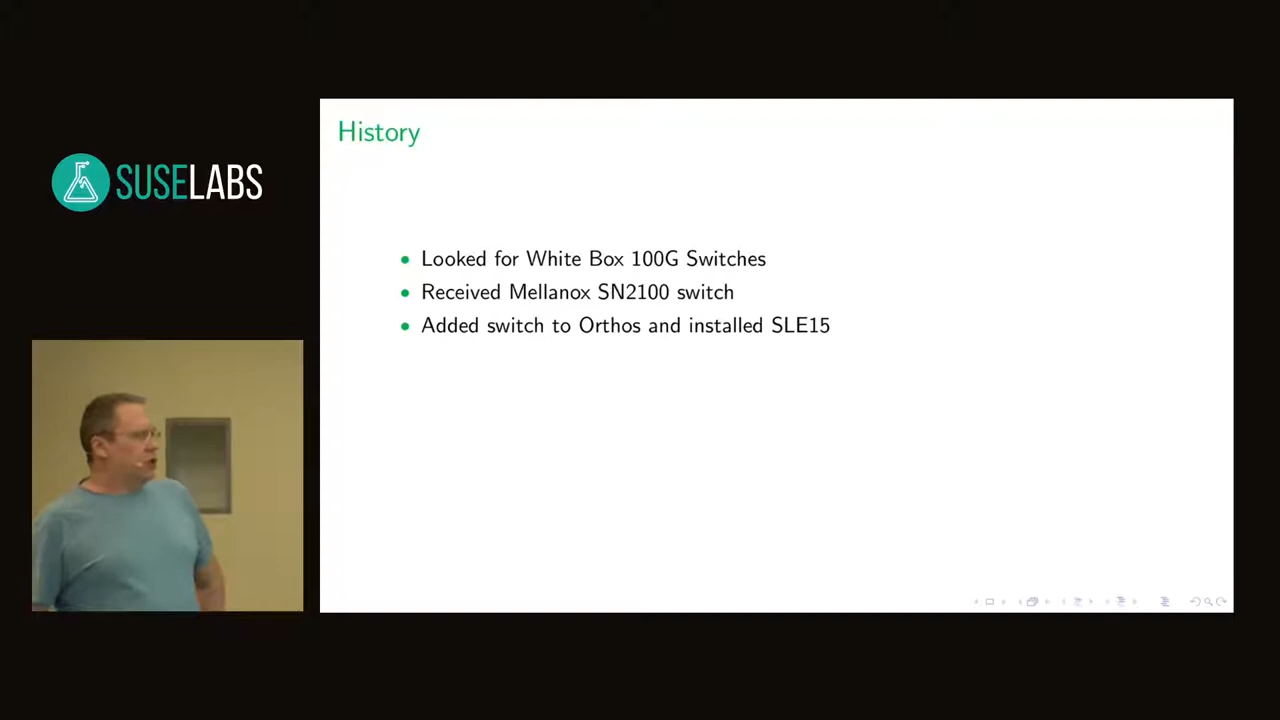 History
SUSELABS
Looked for White Box 100G Switches
Received Mellanox SN2100 switch
Added switch to Orthos and installed SLE15